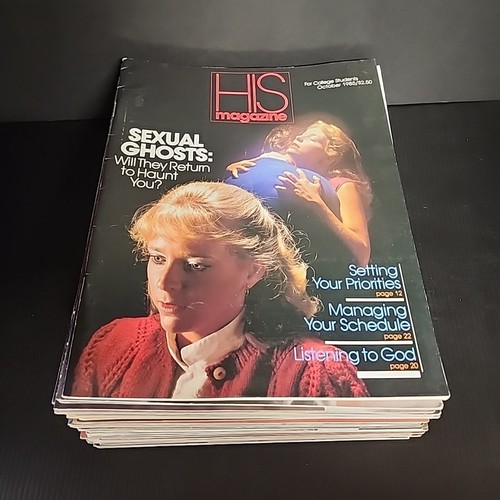 HIS
magazine
For College Students
October 1985/$2.50
SEXUAL
GHOSTS:
Will They Return
to Haunt
You?
Setting
Your Priorities
page 12
Managing
Your Schedule
page 22
Listening to God
page 20